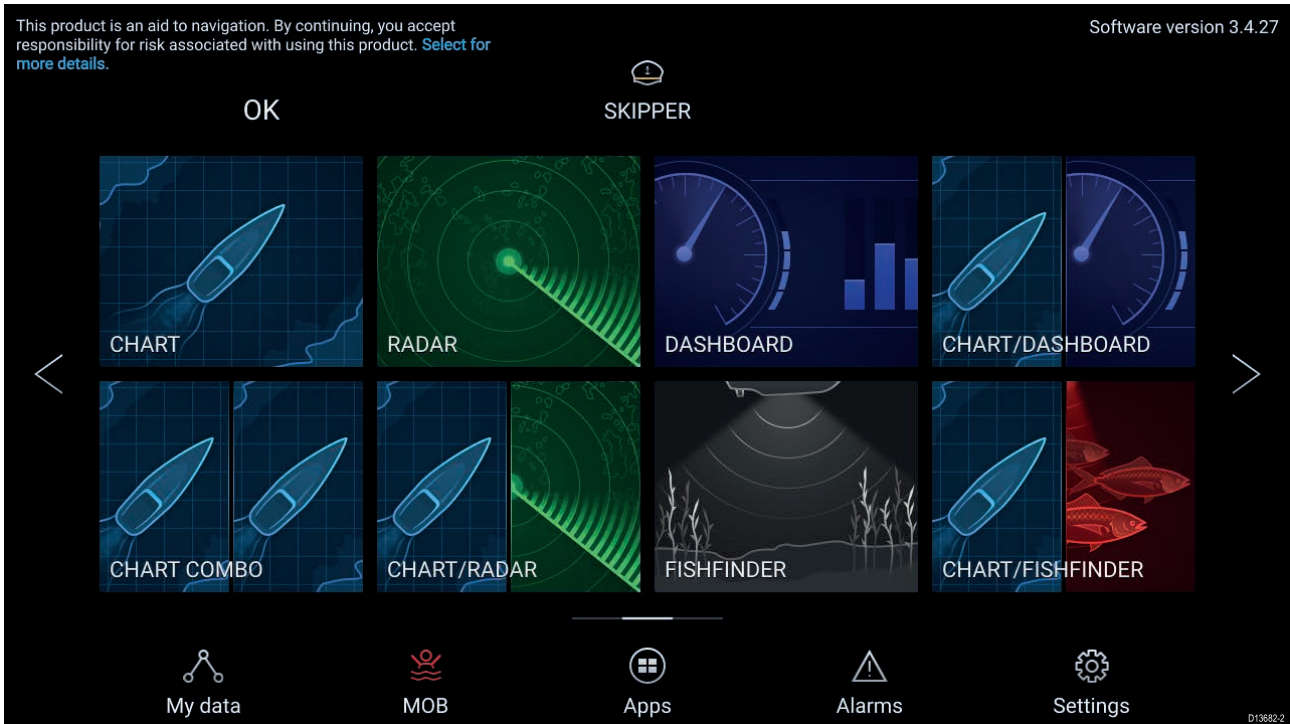 This product is an aid to navigation. By continuing, you accept
responsibility for risk associated with using this product. Select for
more details.
Software version 3.4.27
OK
SKIPPER
CHART
RADAR
DASHBOARD
CHART/DASHBOARD
CHART COMBO
CHART/RADAR
FISHFINDER
CHART/FISHFINDER
My data
MOB
Apps
Alarms
Settings
D13682-2